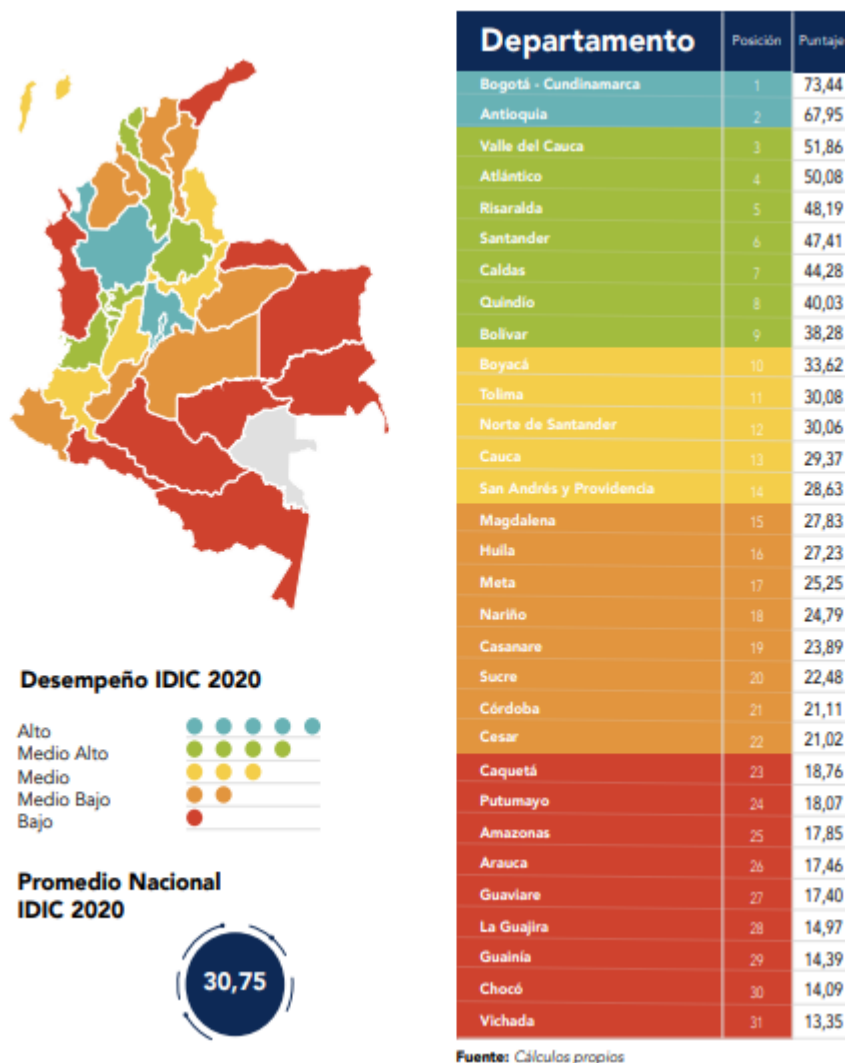 Departamento Posición Puntaje
Bogotá - Cundinamarca 1 73,44
Antioquia 2 67,95
Valle del Cauca 3 51,86
Atlántico 4 50,08
Risaralda 5 48,19
Santander 6 47,41
Caldas 7 44,28
Quindío 8 40,03
Bolívar 9 38,28
Boyacá 10 33,62
Tolima 11 30,08
Norte de Santander 12 30,06
Cauca 13 29,37
San Andrés y Providencia 14 28,63
Magdalena 15 27,83
Huila 16 27,23
Meta 17 25,25
Nariño 18 24,79
Casanare 19 23,89
Sucre 20 22,48
Córdoba 21 21,11
Cesar 22 21,02
Caquetá 23 18,76
Putumayo 24 18,07
Amazonas 25 17,85
Arauca 26 17,46
Guaviare 27 17,40
La Guajira 28 14,97
Guainía 29 14,39
Chocó 30 14,09
Vichada 31 13,35
Fuente: Cálculos propios
Desempeño IDIC 2020
Alto
Medio Alto
Medio
Medio Bajo
Bajo
Promedio Nacional
IDIC 2020
30,75